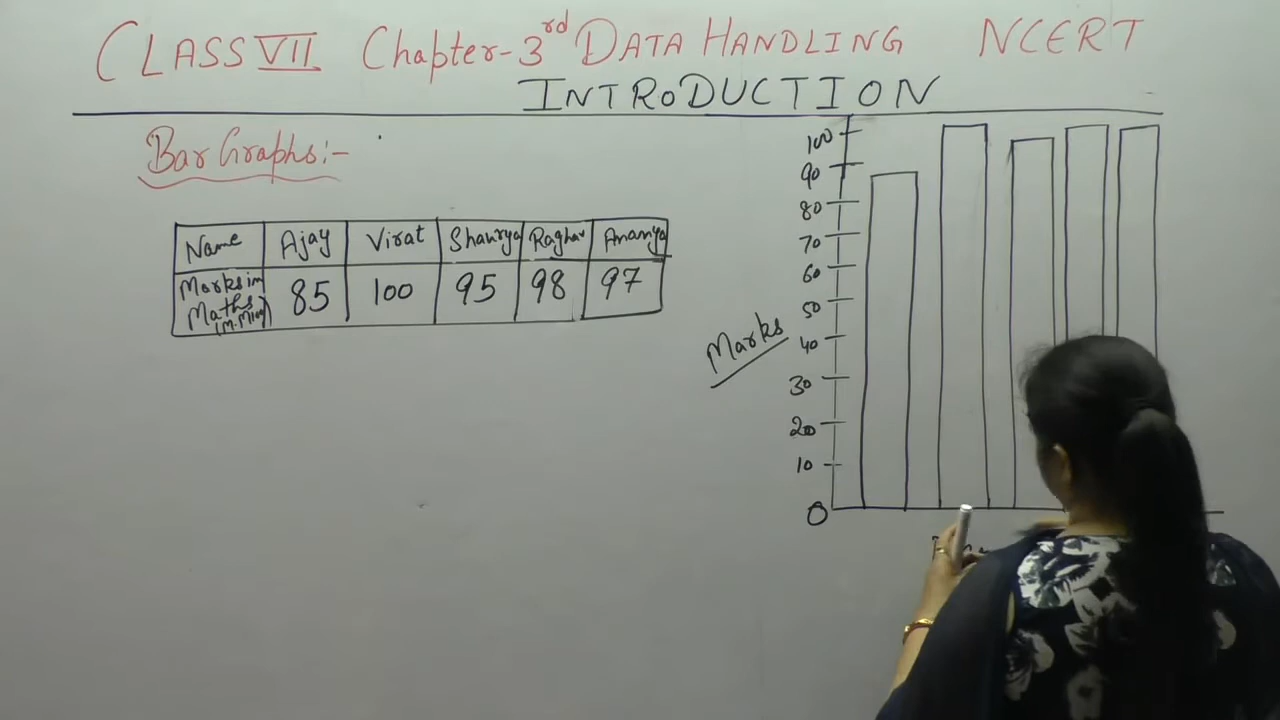 CLASS VII Chapter-3rd DATA HANDLING NCERT
INTRODUCTION
Bar Graphs:-
Name Ajay Virat Shaurya Raghav Ananya
Marks in Maths 85 100 95 98 97
Marks
100
90
80
70
60
50
40
30
20
10
0